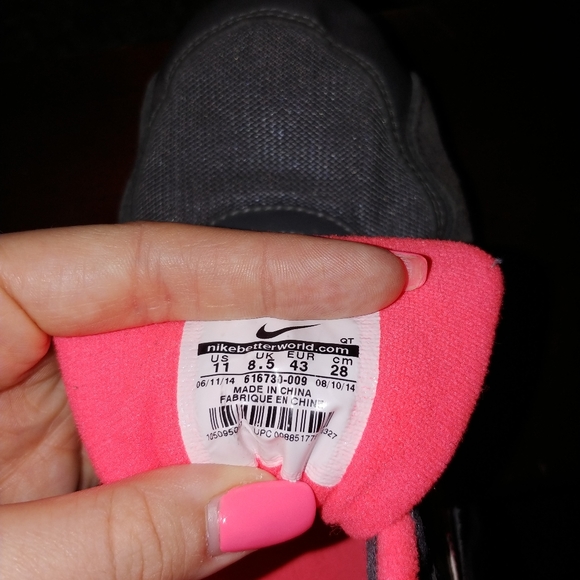 QT
nikebetterworld.com
US UK EUR cm
11 8.5 43 28
06/11/14 616730-009 08/10/14
MADE IN CHINA
FABRIQUE EN CHINE
UPC